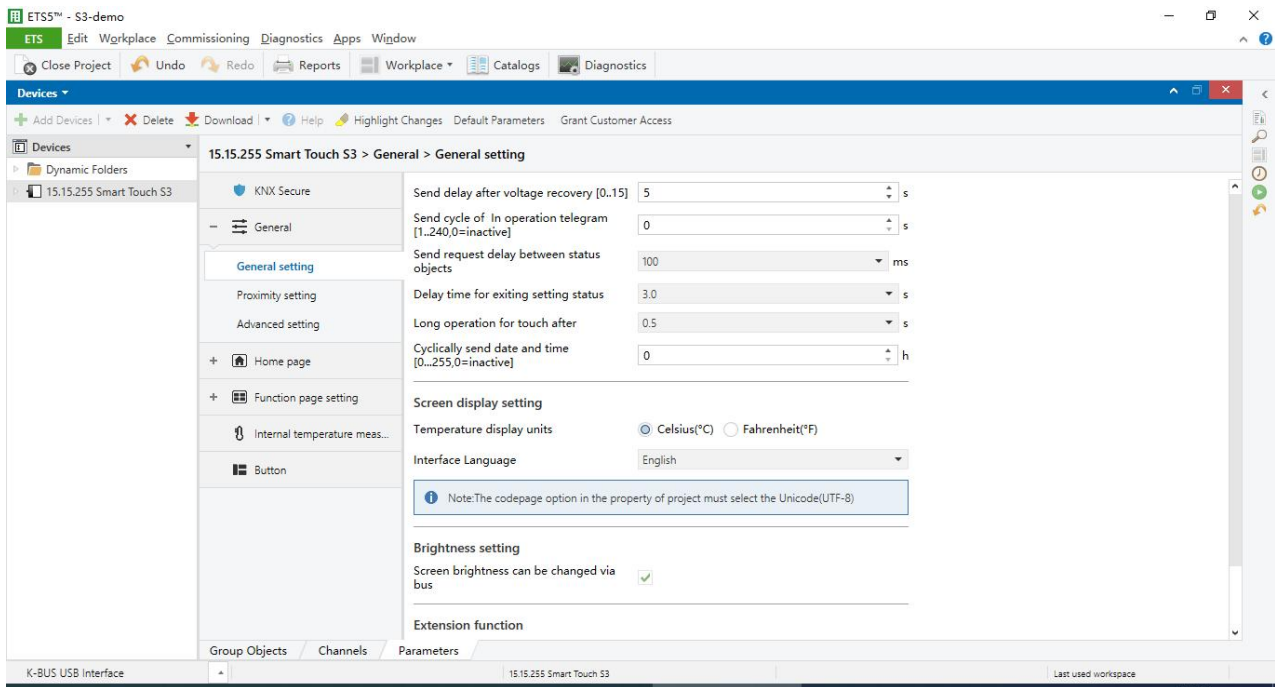 ETS5™ - S3-demo
ETS Edit Workplace Commissioning Diagnostics Apps Window
Close Project Undo Redo Reports Workplace Catalogs Diagnostics
Devices
Add Devices Delete Download Help Highlight Changes Default Parameters Grant Customer Access
Devices
Dynamic Folders
15.15.255 Smart Touch S3
15.15.255 Smart Touch S3 > General > General setting
KNX Secure
General
General setting
Proximity setting
Advanced setting
Home page
Function page setting
Internal temperature meas...
Button
Send delay after voltage recovery [0..15] 5 s
Send cycle of In operation telegram
[1..240,0=inactive] 0 s
Send request delay between status
objects 100 ms
Delay time for exiting setting status 3.0 s
Long operation for touch after 0.5 s
Cyclically send date and time
[0...255,0=inactive] 0 h
Screen display setting
Temperature display units Celsius(°C) Fahrenheit(°F)
Interface Language English
Note:The codepage option in the property of project must select the Unicode(UTF-8)
Brightness setting
Screen brightness can be changed via
bus
Extension function
Group Objects Channels Parameters
K-BUS USB Interface 15.15.255 Smart Touch S3 Last used workspace